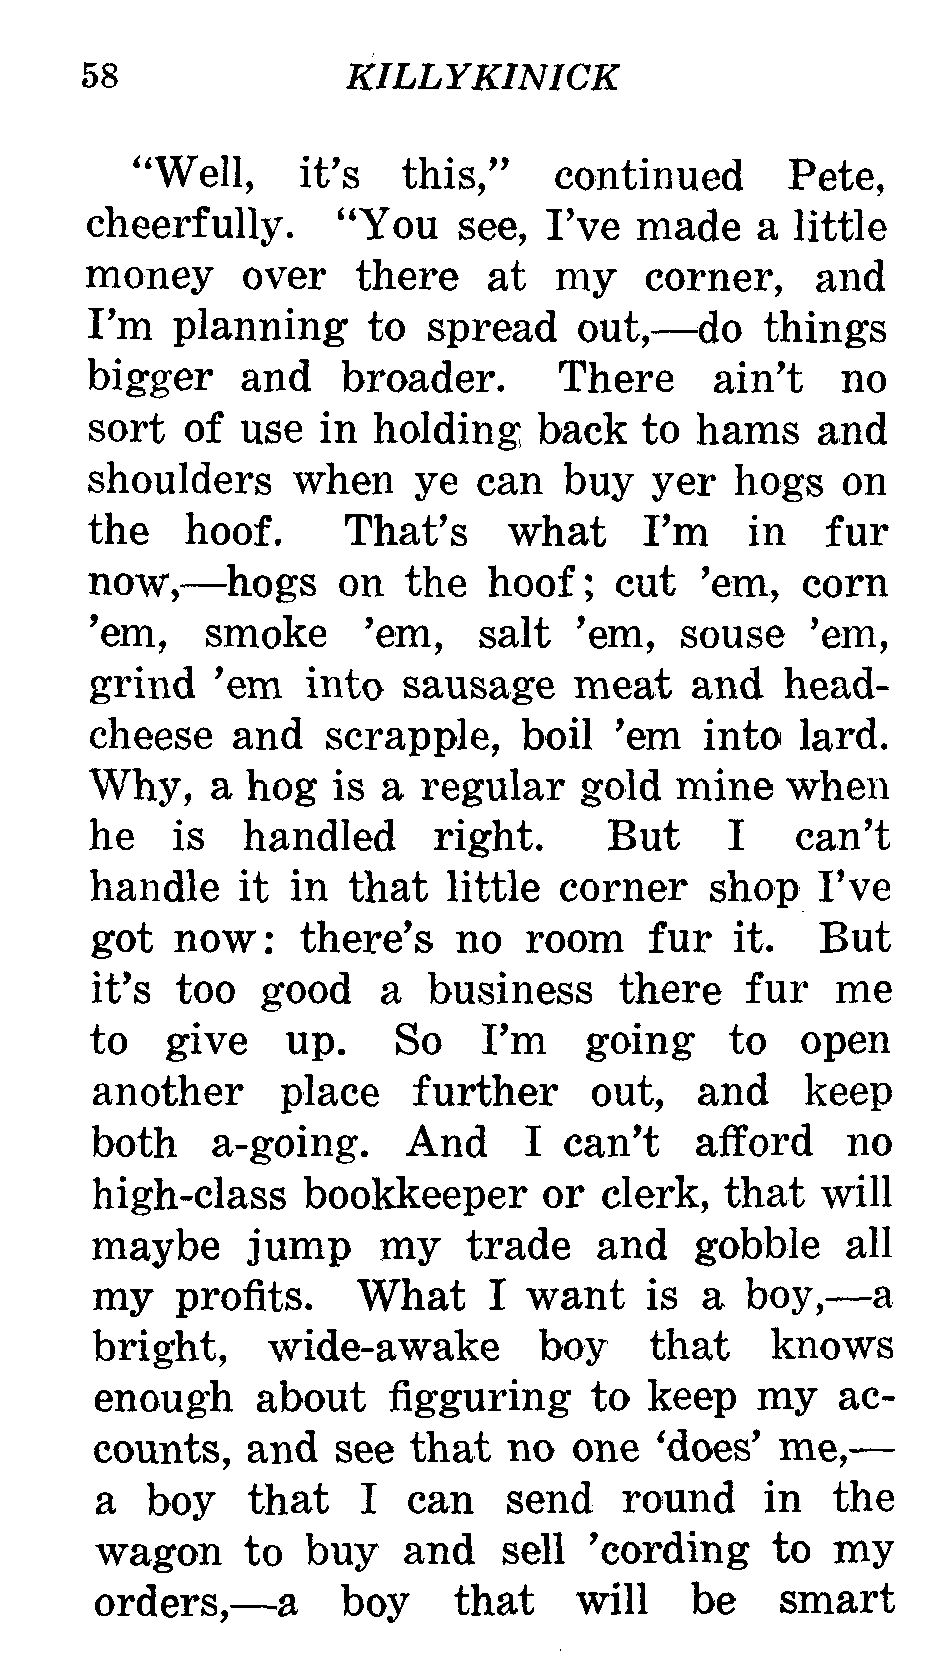 58 KILLYKINICK
“Well, it’s this,” continued Pete,
cheerfully. “You see, I’ve made a little
money over there at my corner, and
I’m planning to spread out,—do things
bigger and broader. There ain’t no
sort of use in holding back to hams and
shoulders when ye can buy yer hogs on
the hoof. That’s what I’m in fur
now,—hogs on the hoof; cut ’em, corn
’em, smoke ’em, salt ’em, souse ’em,
grind ’em into sausage meat and head-
cheese and scrapple, boil ’em into lard.
Why, a hog is a regular gold mine when
he is handled right. But I can’t
handle it in that little corner shop I’ve
got now: there’s no room fur it. But
it’s too good a business there fur me
to give up. So I’m going to open
another place further out, and keep
both a-going. And I can’t afford no
high-class bookkeeper or clerk, that will
maybe jump my trade and gobble all
my profits. What I want is a boy,—a
bright, wide-awake boy that knows
enough about figguring to keep my ac-
counts, and see that no one ‘does’ me,—
a boy that I can send round in the
wagon to buy and sell ’cording to my
orders,—a boy that will be smart